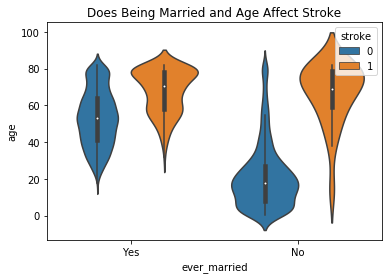 Does Being Married and Age Affect Stroke
stroke
0
1
100
80
60
40
20
0
age
Yes
No
ever_married